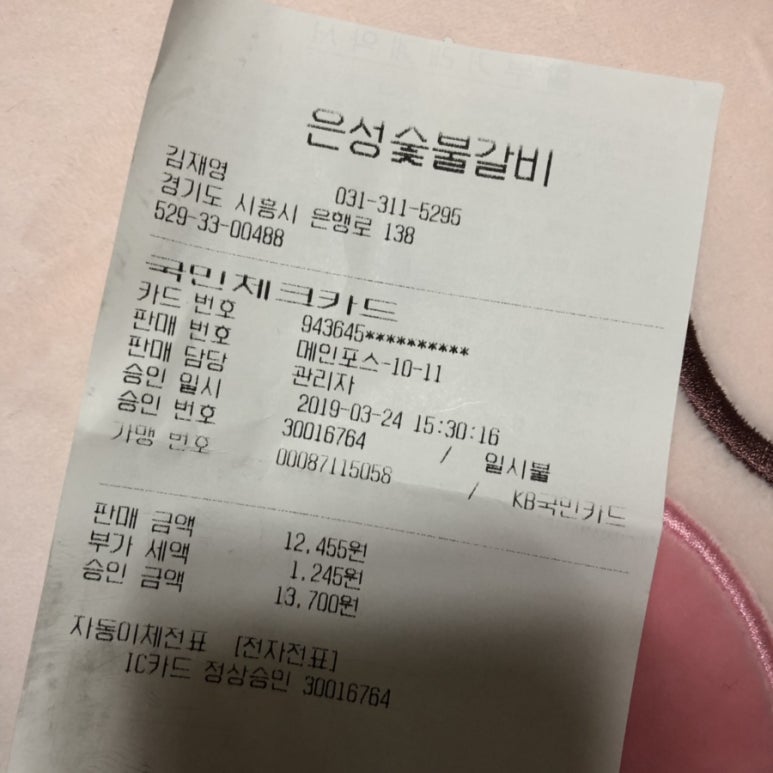 은성숯불갈비
김재영 031-311-5295
경기도 시흥시 은행로 138
529-33-00488
국민체크카드
카드 번호 943645**********
판매 번호 메인포스-10-11
판매 담당 관리자
승인 일시 2019-03-24 15:30:16
승인 번호 30016764 / 일시불
가맹 번호 00087115058 / KB국민카드
판매 금액 12,455원
부가 세액 1,245원
승인 금액 13,700원
자동이체전표 [전자전표]
IC카드 정상승인 30016764